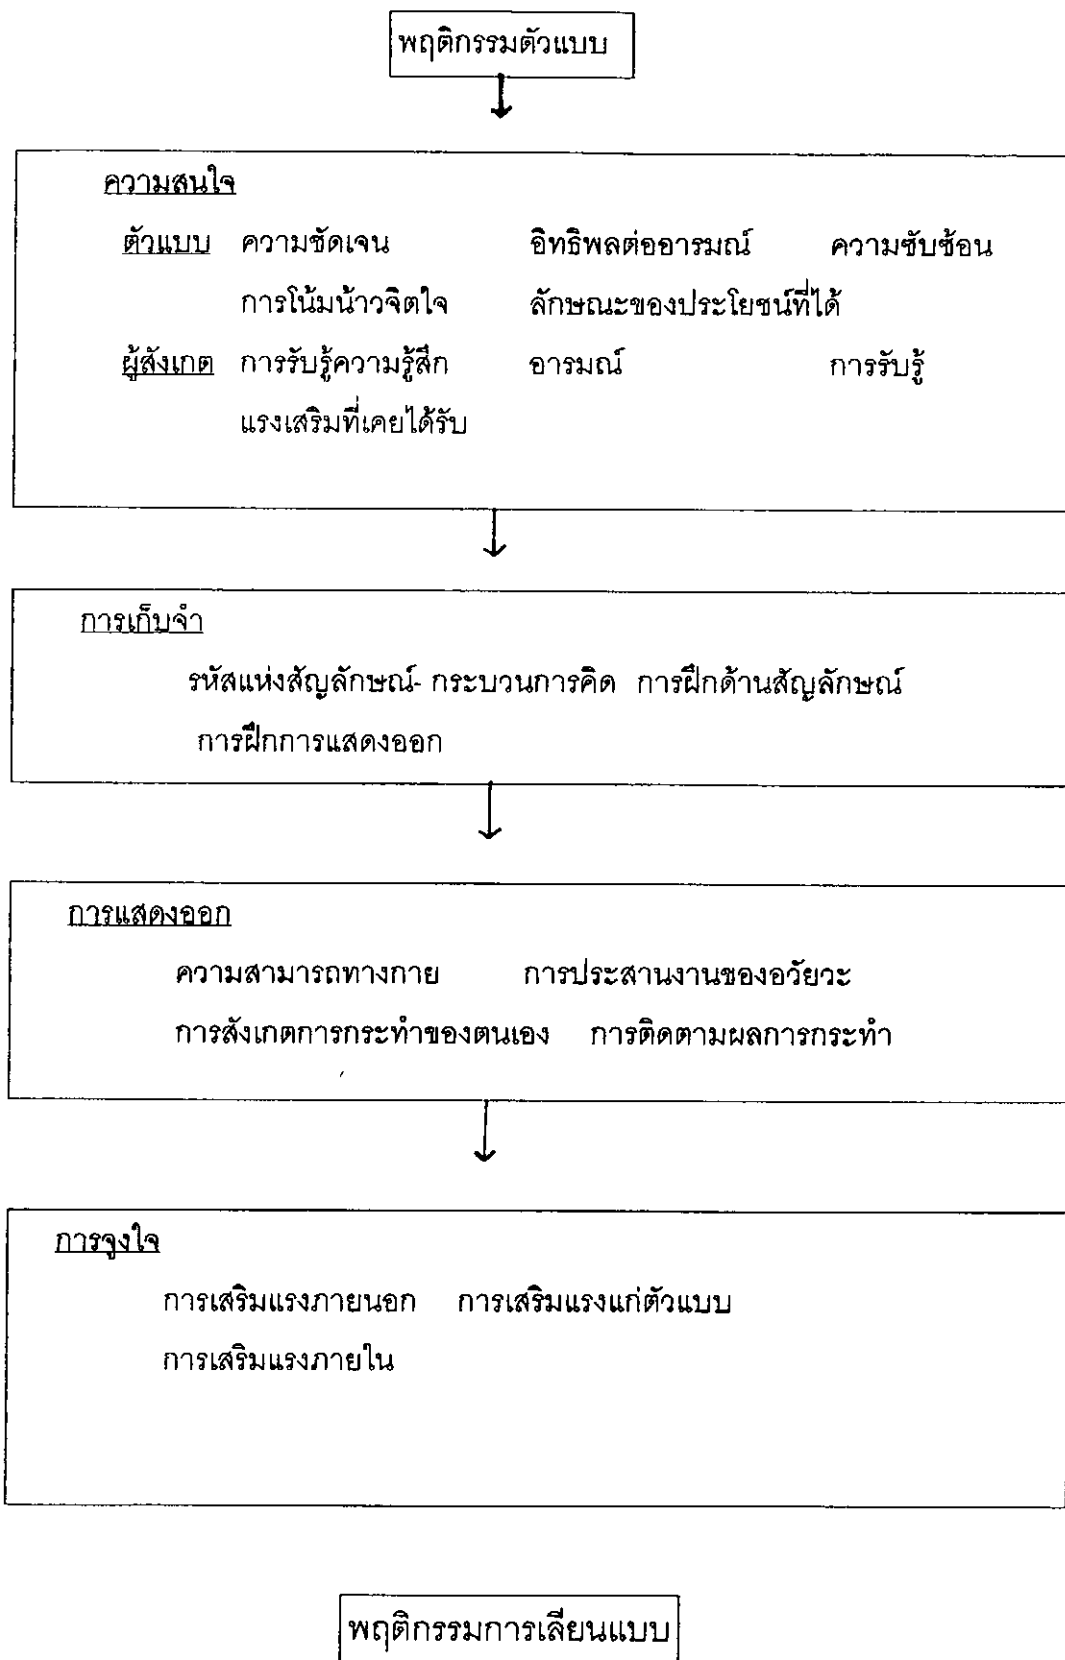 พฤติกรรมตัวแบบ
ความสนใจ
ตัวแบบ ความชัดเจน อิทธิพลต่ออารมณ์ ความซับซ้อน
การโน้มน้าวจิตใจ ลักษณะของประโยชน์ที่ได้
ผู้สังเกต การรับรู้ความรู้สึก อารมณ์ การรับรู้
แรงเสริมที่เคยได้รับ
การเก็บจำ
รหัสแห่งสัญลักษณ์- กระบวนการคิด การฝึกด้านสัญลักษณ์
การฝึกการแสดงออก
การแสดงออก
ความสามารถทางกาย การประสานงานของอวัยวะ
การสังเกตการกระทำของตนเอง การติดตามผลการกระทำ
การจูงใจ
การเสริมแรงภายนอก การเสริมแรงแก่ตัวแบบ
การเสริมแรงภายใน
พฤติกรรมการเลียนแบบ